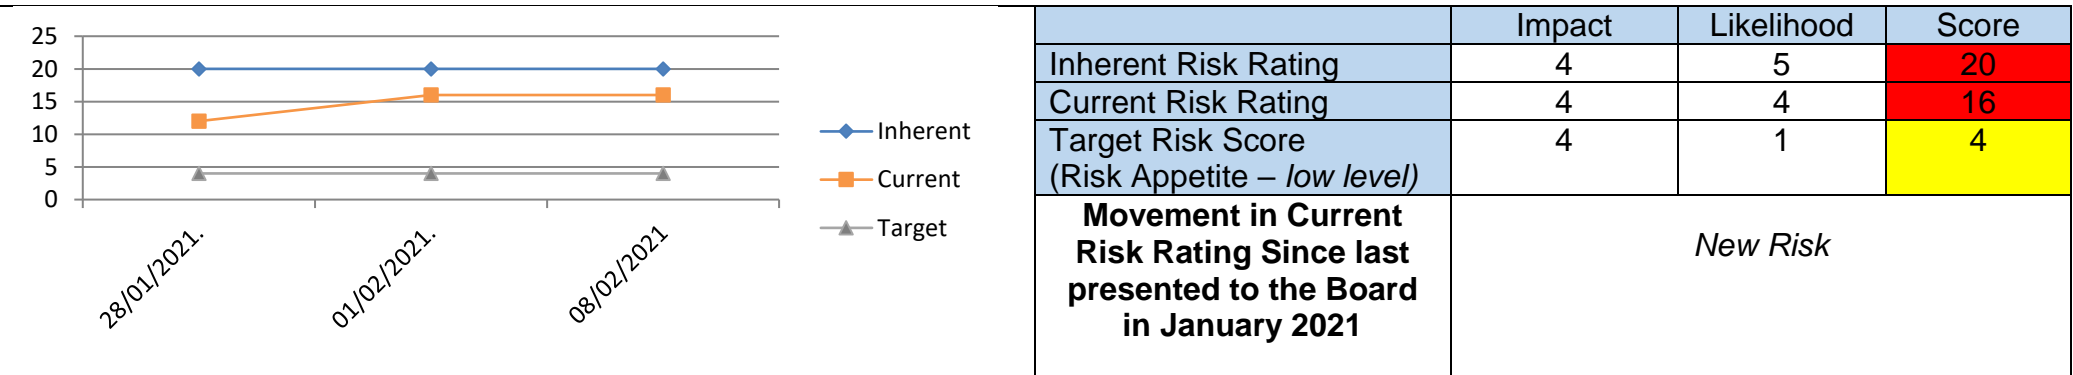 25
20
15
10
5
0
28/01/2021.
01/02/2021.
08/02/2021
Inherent
Current
Target
Impact Likelihood Score
Inherent Risk Rating 4 5 20
Current Risk Rating 4 4 16
Target Risk Score 4 1 4
(Risk Appetite – low level)
Movement in Current
Risk Rating Since last
presented to the Board
in January 2021
New Risk